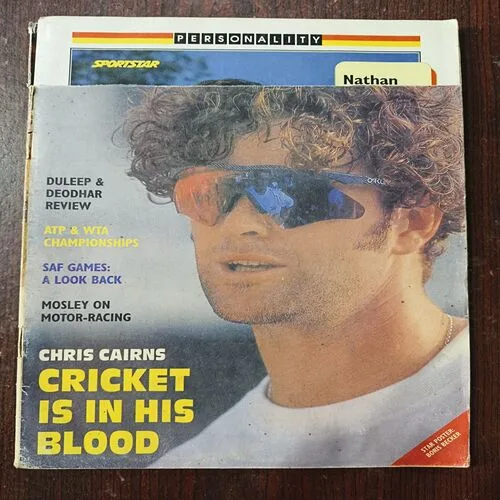 PERSONALITY
SPORTSTAR
Nathan
DULEEP &
DEODHAR
REVIEW
ATP & WTA
CHAMPIONSHIPS
SAF GAMES:
A LOOK BACK
MOSLEY ON
MOTOR-RACING
CHRIS CAIRNS
CRICKET
IS IN HIS
BLOOD
STAR POSTER:
BORIS BECKER